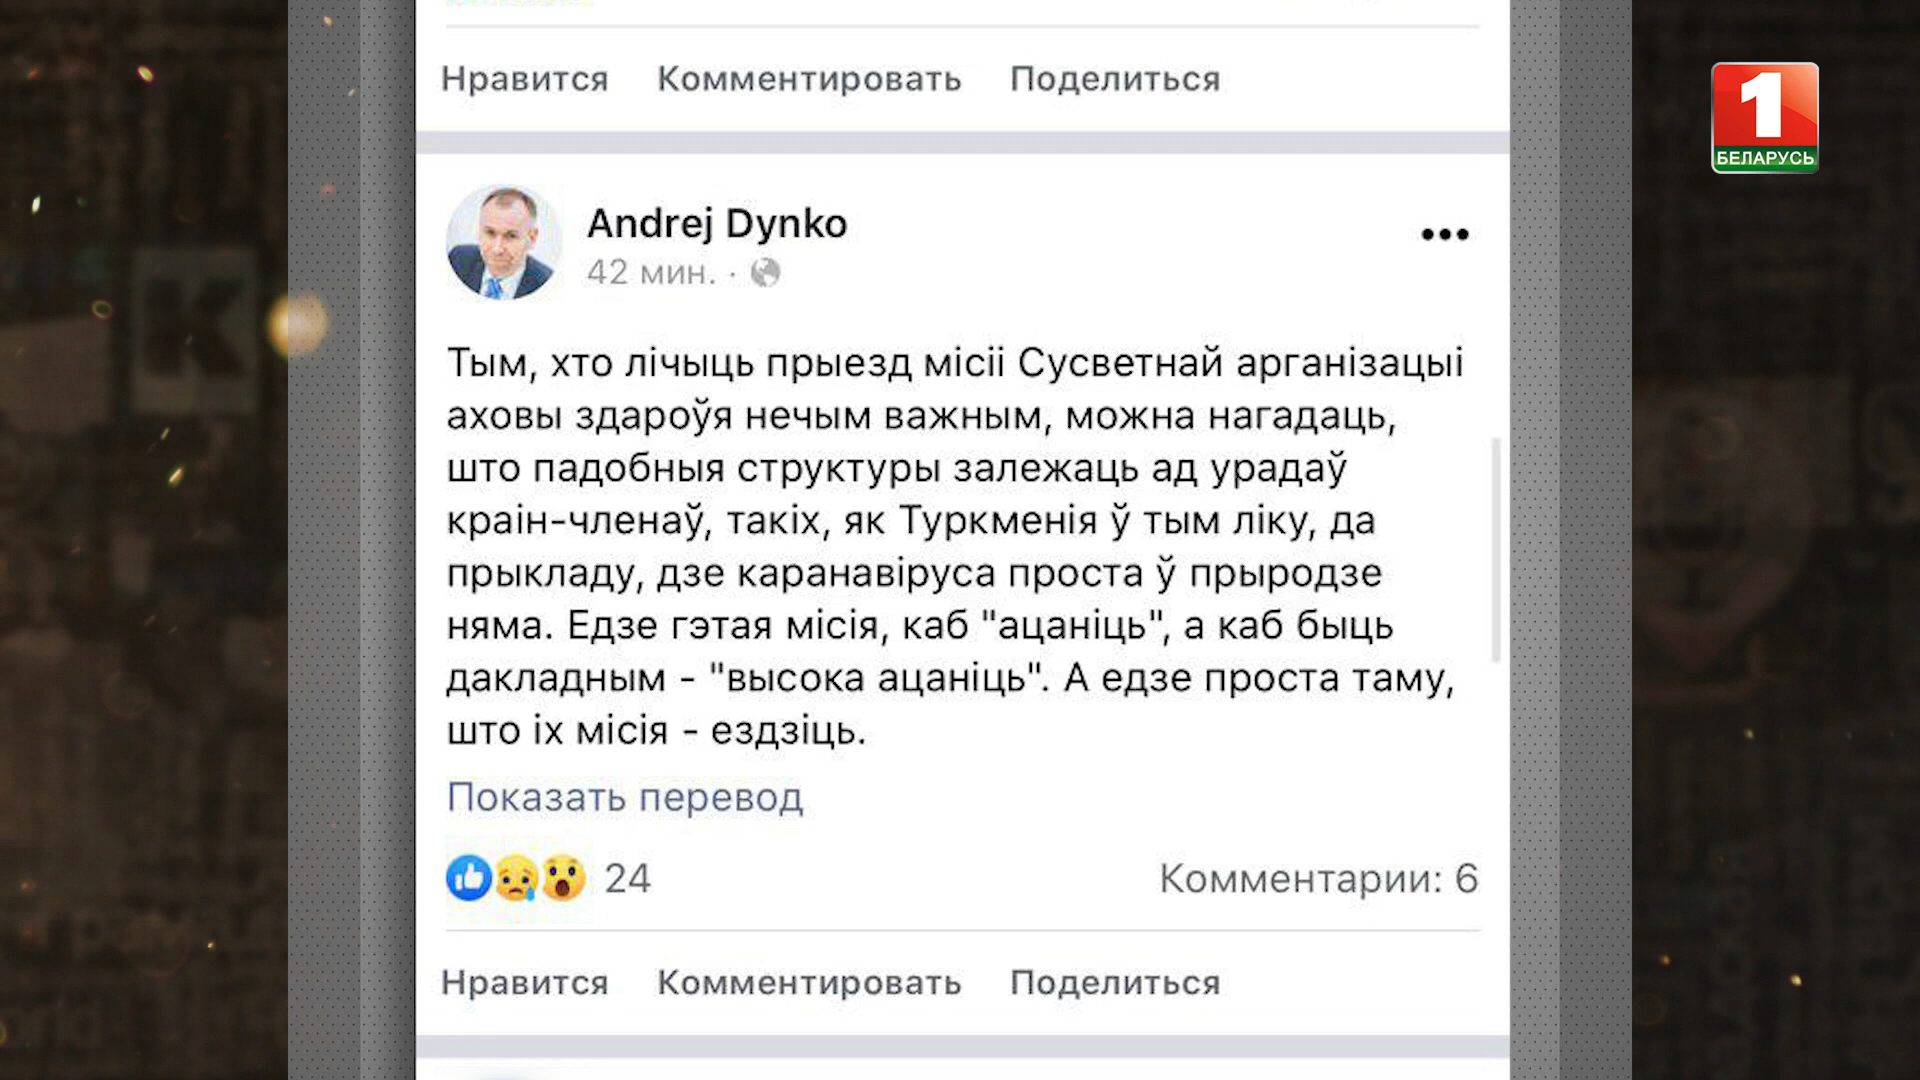 Нравится Комментировать Поделиться
1
БЕЛАРУСЬ
Andrej Dynko
42 мин. ·
Тым, хто лічыць прыезд місіі Сусветнай арганізацыі
аховы здароўя нечым важным, можна нагадаць,
што падобныя структуры залежаць ад урадаў
краін-членаў, такіх, як Туркменія ў тым ліку, да
прыкладу, дзе каранавіруса проста ў прыродзе
няма. Едзе гэтая місія, каб "ацаніць", а каб быць
дакладным - "высока ацаніць". А едзе проста таму,
што іх місія - ездзіць.
Показать перевод
24 Комментарии: 6
Нравится Комментировать Поделиться